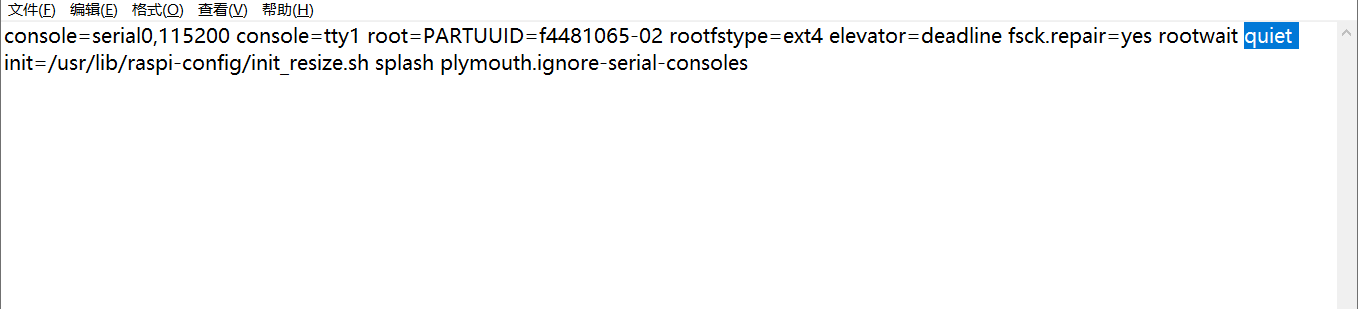 文件(F) 编辑(E) 格式(O) 查看(V) 帮助(H)
console=serial0,115200 console=tty1 root=PARTUUID=f4481065-02 rootfstype=ext4 elevator=deadline fsck.repair=yes rootwait quiet
init=/usr/lib/raspi-config/init_resize.sh splash plymouth.ignore-serial-consoles